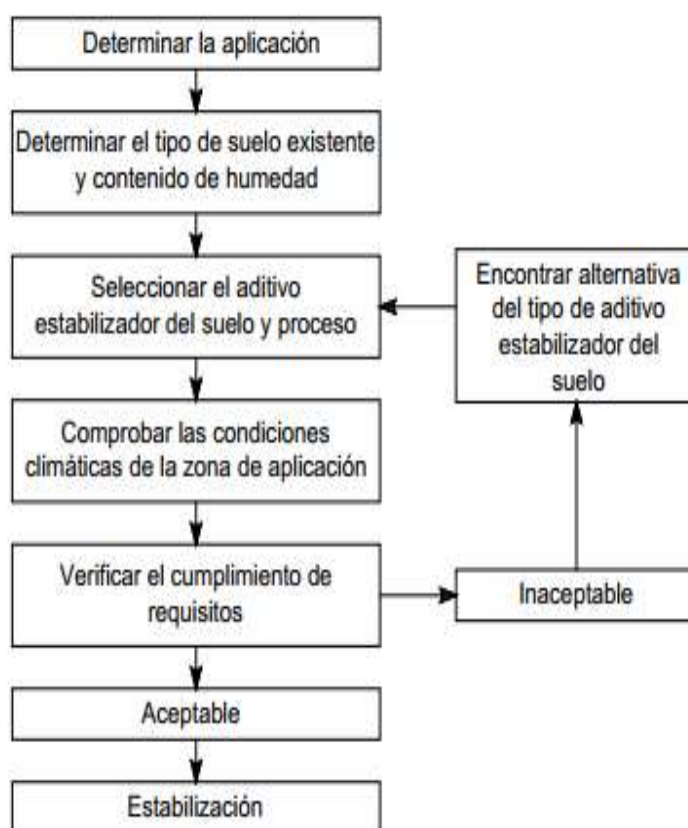 Determinar la aplicación
Determinar el tipo de suelo existente
y contenido de humedad
Seleccionar el aditivo
estabilizador del suelo y proceso
Encontrar alternativa
del tipo de aditivo
estabilizador del
suelo
Comprobar las condiciones
climáticas de la zona de aplicación
Verificar el cumplimiento de
requisitos
Inaceptable
Aceptable
Estabilización